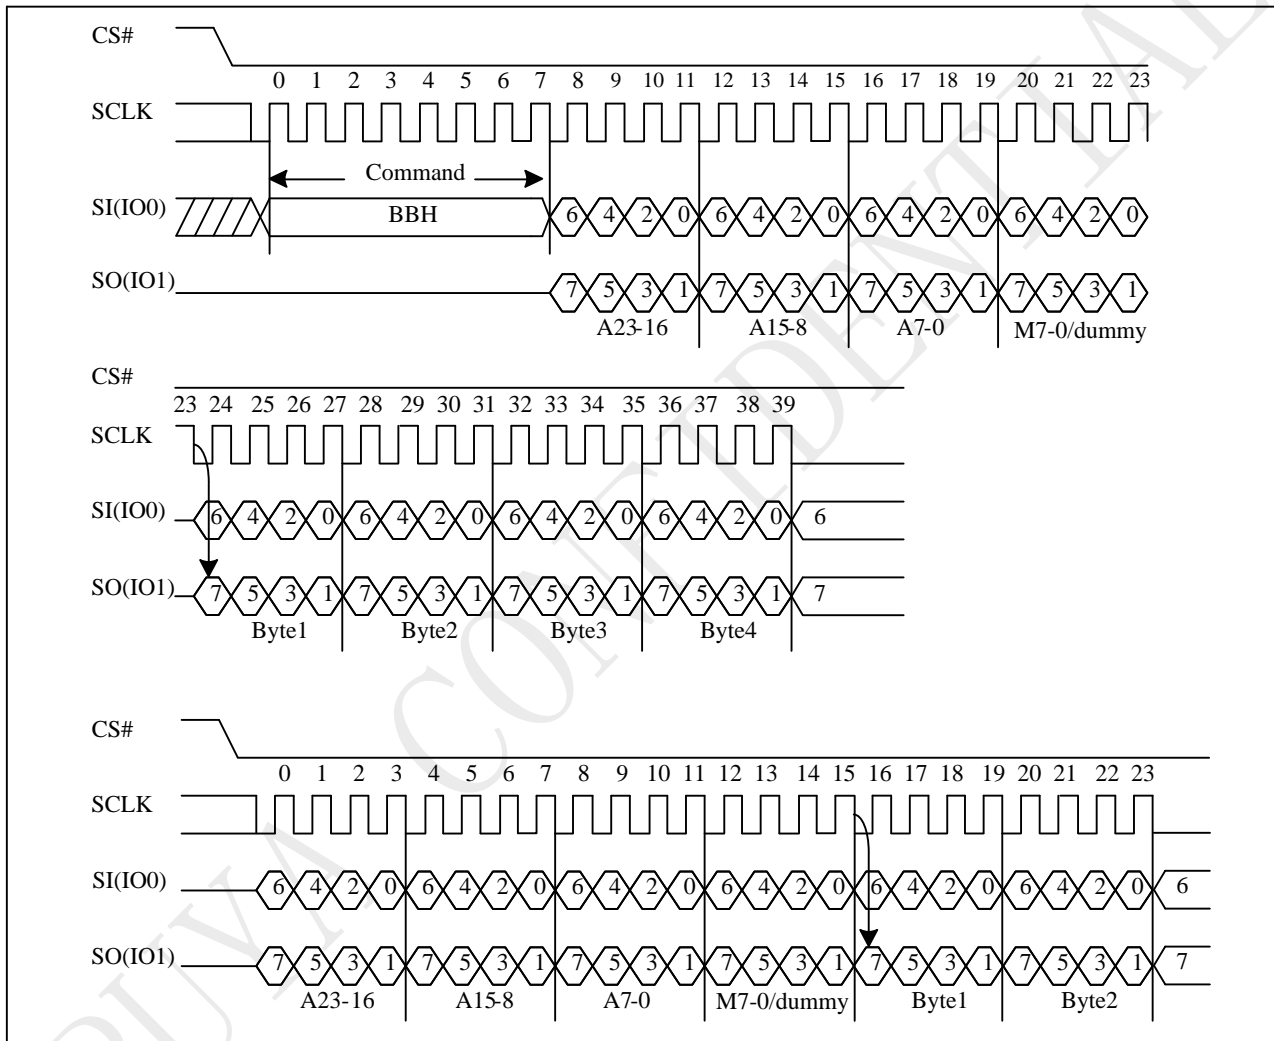 CS#
0 1 2 3 4 5 6 7 8 9 10 11 12 13 14 15 16 17 18 19 20 21 22 23
SCLK
Command
SI(IO0) BBH 6 4 2 0 6 4 2 0 6 4 2 0 6 4 2 0
SO(IO1) 7 5 3 1 7 5 3 1 7 5 3 1 7 5 3 1
A23-16 A15-8 A7-0 M7-0/dummy
CS#
23 24 25 26 27 28 29 30 31 32 33 34 35 36 37 38 39
SCLK
SI(IO0) 6 4 2 0 6 4 2 0 6 4 2 0 6 4 2 0 6
SO(IO1) 7 5 3 1 7 5 3 1 7 5 3 1 7 5 3 1 7
Byte1 Byte2 Byte3 Byte4
CS#
0 1 2 3 4 5 6 7 8 9 10 11 12 13 14 15 16 17 18 19 20 21 22 23
SCLK
SI(IO0) 6 4 2 0 6 4 2 0 6 4 2 0 6 4 2 0 6 4 2 0 6 4 2 0 6
SO(IO1) 7 5 3 1 7 5 3 1 7 5 3 1 7 5 3 1 7 5 3 1 7 5 3 1 7
A23-16 A15-8 A7-0 M7-0/dummy Byte1 Byte2
PUYA CONFIDENTIAL